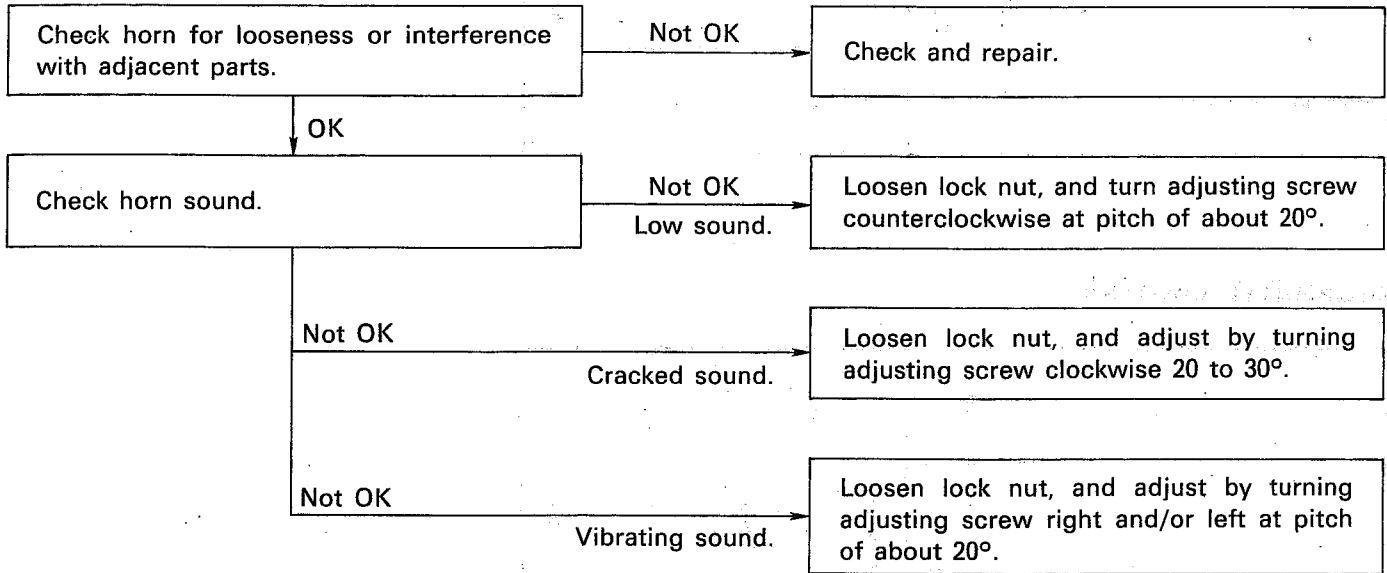 Check horn for looseness or interference
with adjacent parts.
Not OK
Check and repair.
OK
Check horn sound.
Not OK
Low sound.
Loosen lock nut, and turn adjusting screw
counterclockwise at pitch of about 20°.
Not OK
Cracked sound.
Loosen lock nut, and adjust by turning
adjusting screw clockwise 20 to 30°.
Not OK
Vibrating sound.
Loosen lock nut, and adjust by turning
adjusting screw right and/or left at pitch
of about 20°.